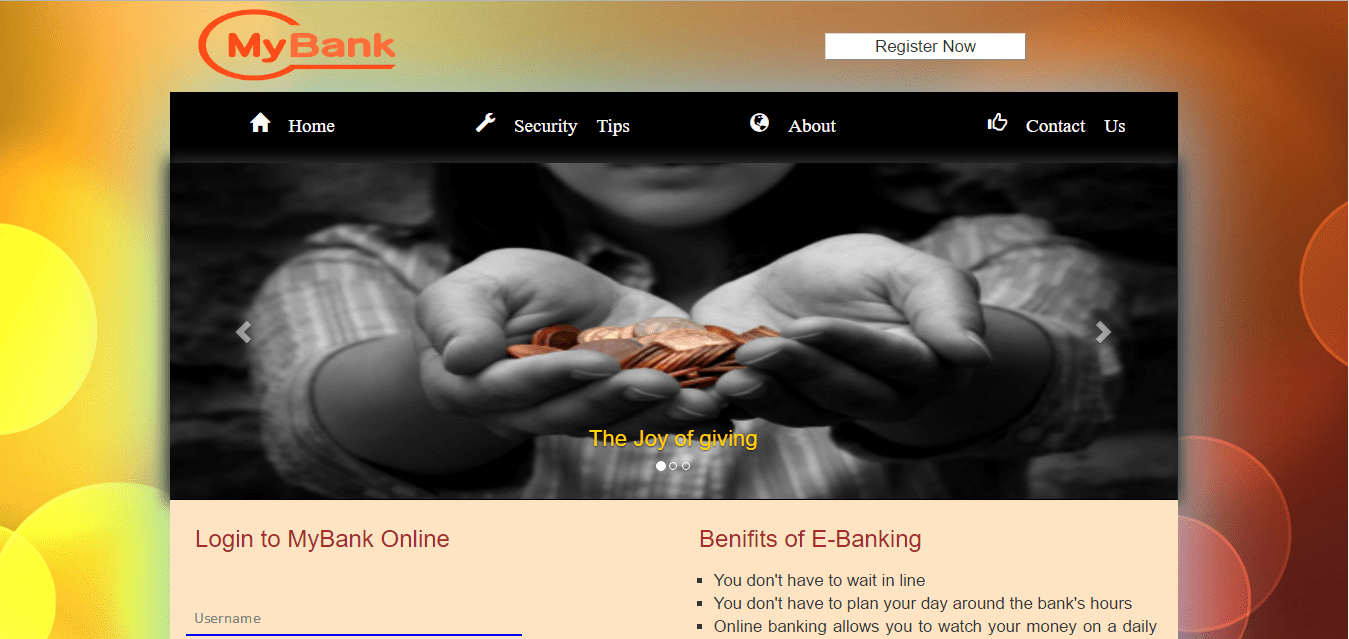 MyBank
Register Now
Home Security Tips About Contact Us
The Joy of giving
Login to MyBank Online
Username
Benifits of E-Banking
You don't have to wait in line
You don't have to plan your day around the bank's hours
Online banking allows you to watch your money on a daily